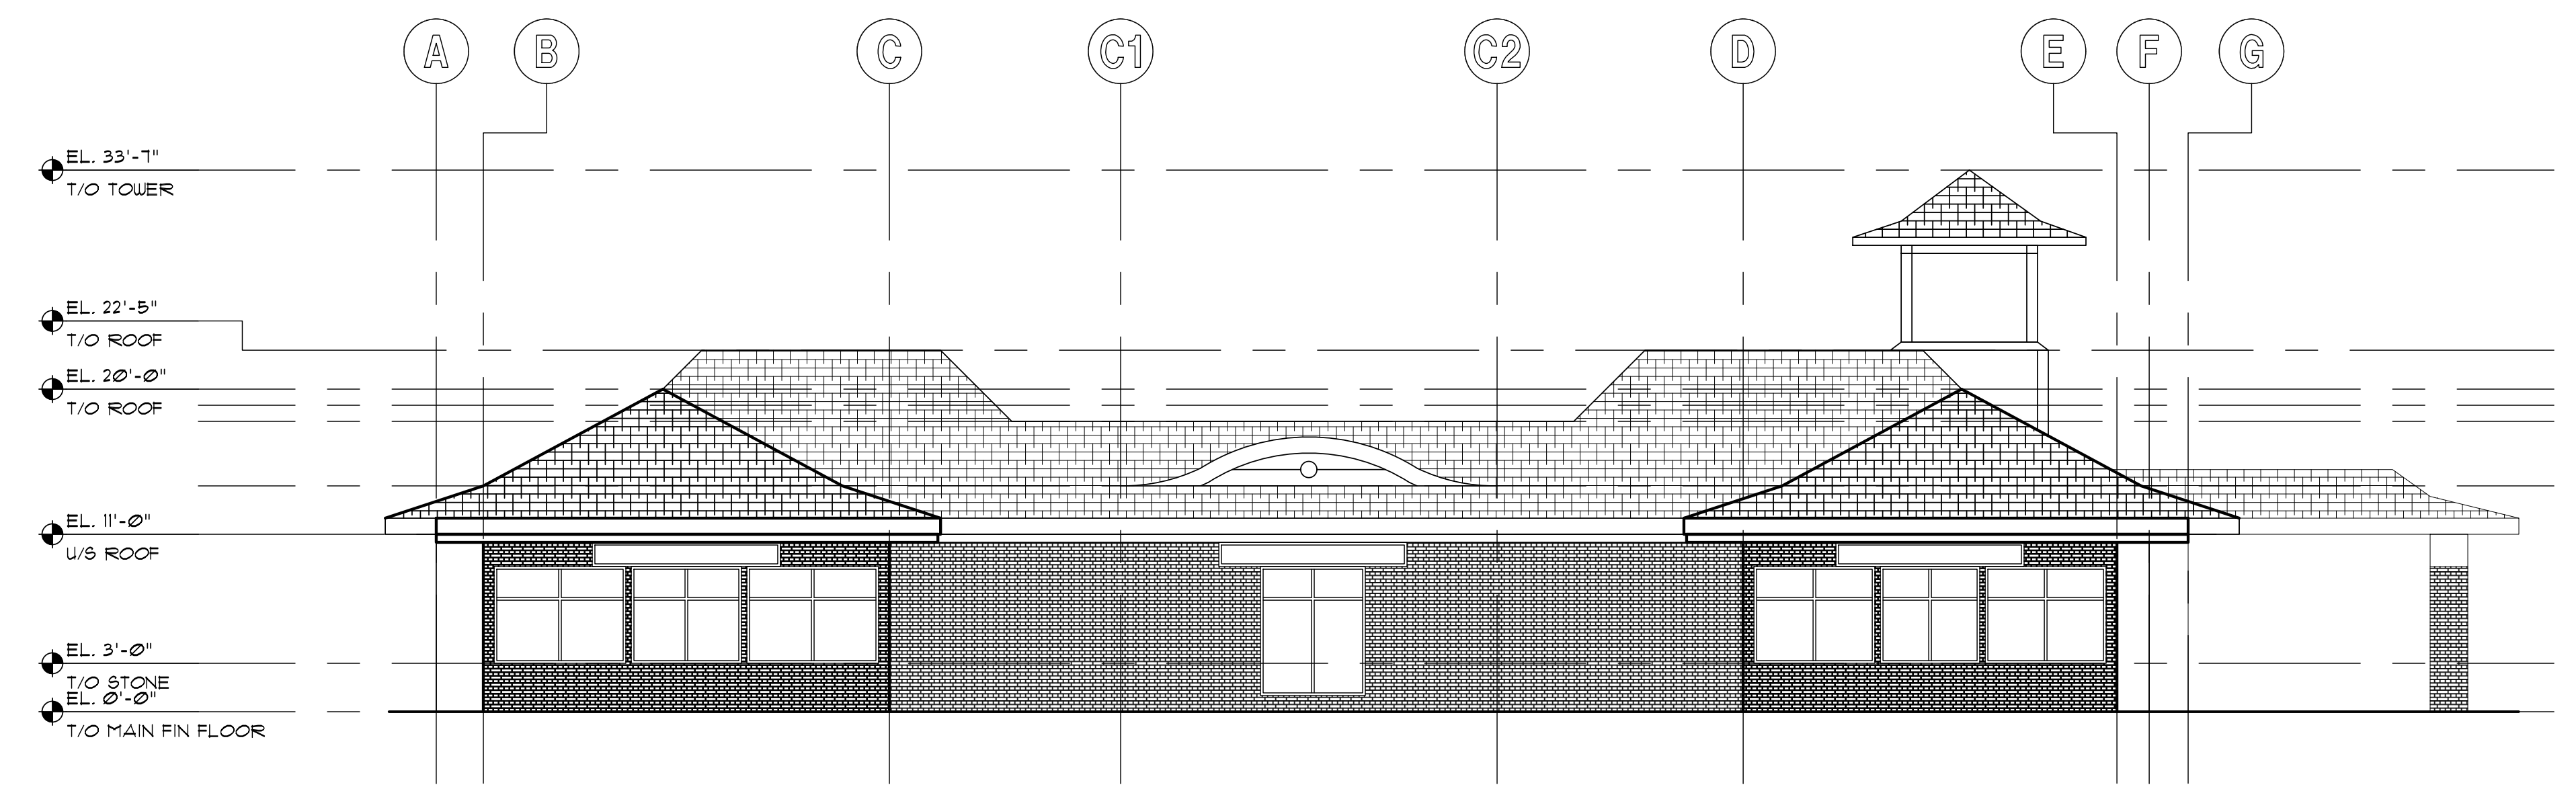 A B C C1 C2 D E F G
EL. 33'-7"
T/O TOWER
EL. 22'-5"
T/O ROOF
EL. 20'-0"
T/O ROOF
EL. 11'-0"
U/S ROOF
EL. 3'-0"
T/O STONE
EL. 0'-0"
T/O MAIN FIN FLOOR